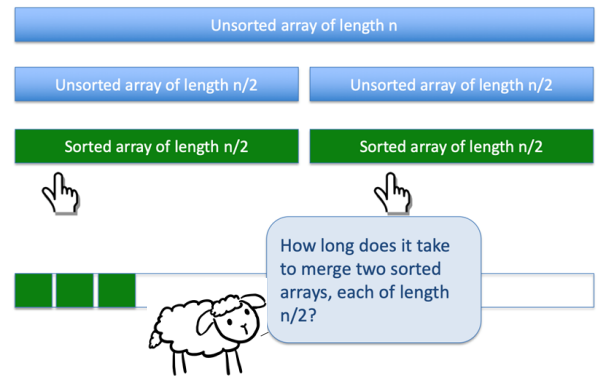 Unsorted array of length n
Unsorted array of length n/2
Unsorted array of length n/2
Sorted array of length n/2
Sorted array of length n/2
How long does it take
to merge two sorted
arrays, each of length
n/2?